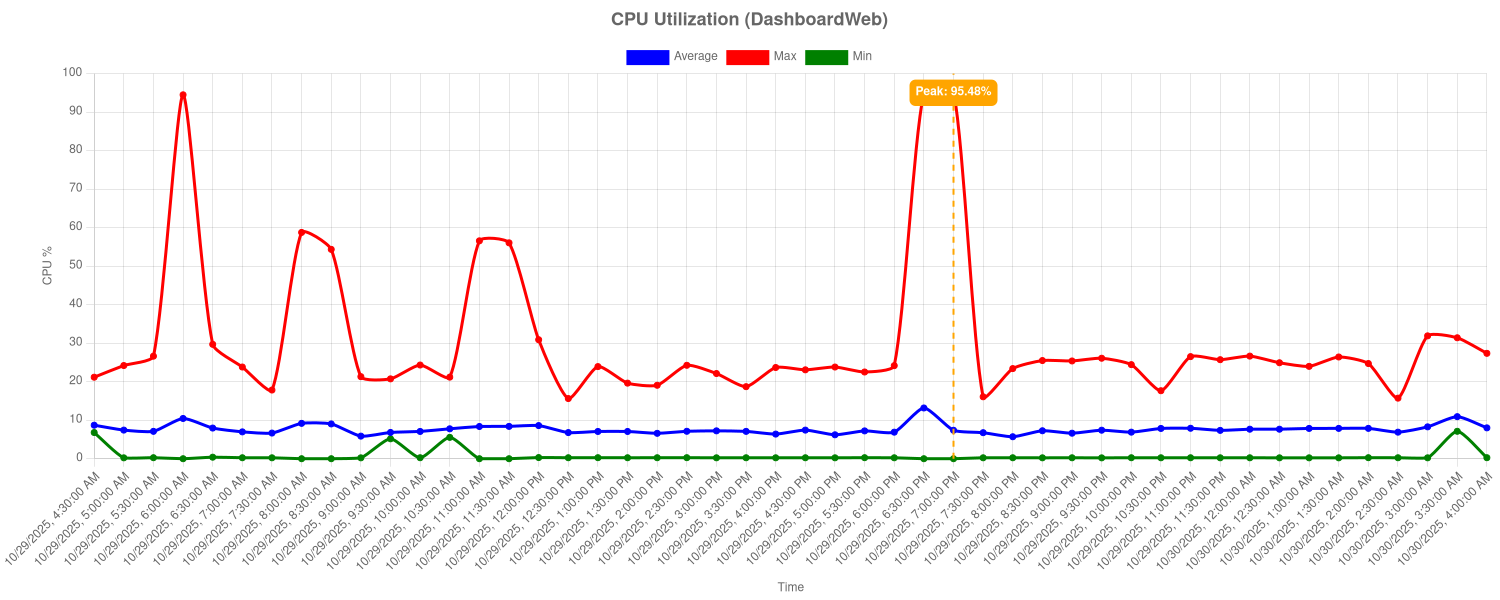 CPU Utilization (DashboardWeb)
Average Max Min
100
90
80
70
60
50
40
30
20
10
0
CPU %
Peak: 95.48%
10/29/2025, 4:30:00 AM
10/29/2025, 5:00:00 AM
10/29/2025, 5:30:00 AM
10/29/2025, 6:00:00 AM
10/29/2025, 6:30:00 AM
10/29/2025, 7:00:00 AM
10/29/2025, 7:30:00 AM
10/29/2025, 8:00:00 AM
10/29/2025, 8:30:00 AM
10/29/2025, 9:00:00 AM
10/29/2025, 9:30:00 AM
10/29/2025, 10:00:00 AM
10/29/2025, 10:30:00 AM
10/29/2025, 11:00:00 AM
10/29/2025, 11:30:00 AM
10/29/2025, 12:00:00 PM
10/29/2025, 12:30:00 PM
10/29/2025, 1:00:00 PM
10/29/2025, 1:30:00 PM
10/29/2025, 2:00:00 PM
10/29/2025, 2:30:00 PM
10/29/2025, 3:00:00 PM
10/29/2025, 3:30:00 PM
10/29/2025, 4:00:00 PM
10/29/2025, 4:30:00 PM
10/29/2025, 5:00:00 PM
10/29/2025, 5:30:00 PM
10/29/2025, 6:00:00 PM
10/29/2025, 6:30:00 PM
10/29/2025, 7:00:00 PM
10/29/2025, 7:30:00 PM
10/29/2025, 8:00:00 PM
10/29/2025, 8:30:00 PM
10/29/2025, 9:00:00 PM
10/29/2025, 9:30:00 PM
10/29/2025, 10:00:00 PM
10/29/2025, 10:30:00 PM
10/29/2025, 11:00:00 PM
10/29/2025, 11:30:00 PM
10/30/2025, 12:00:00 AM
10/30/2025, 12:30:00 AM
10/30/2025, 1:00:00 AM
10/30/2025, 1:30:00 AM
10/30/2025, 2:00:00 AM
10/30/2025, 2:30:00 AM
10/30/2025, 3:00:00 AM
10/30/2025, 3:30:00 AM
10/30/2025, 4:00:00 AM
Time